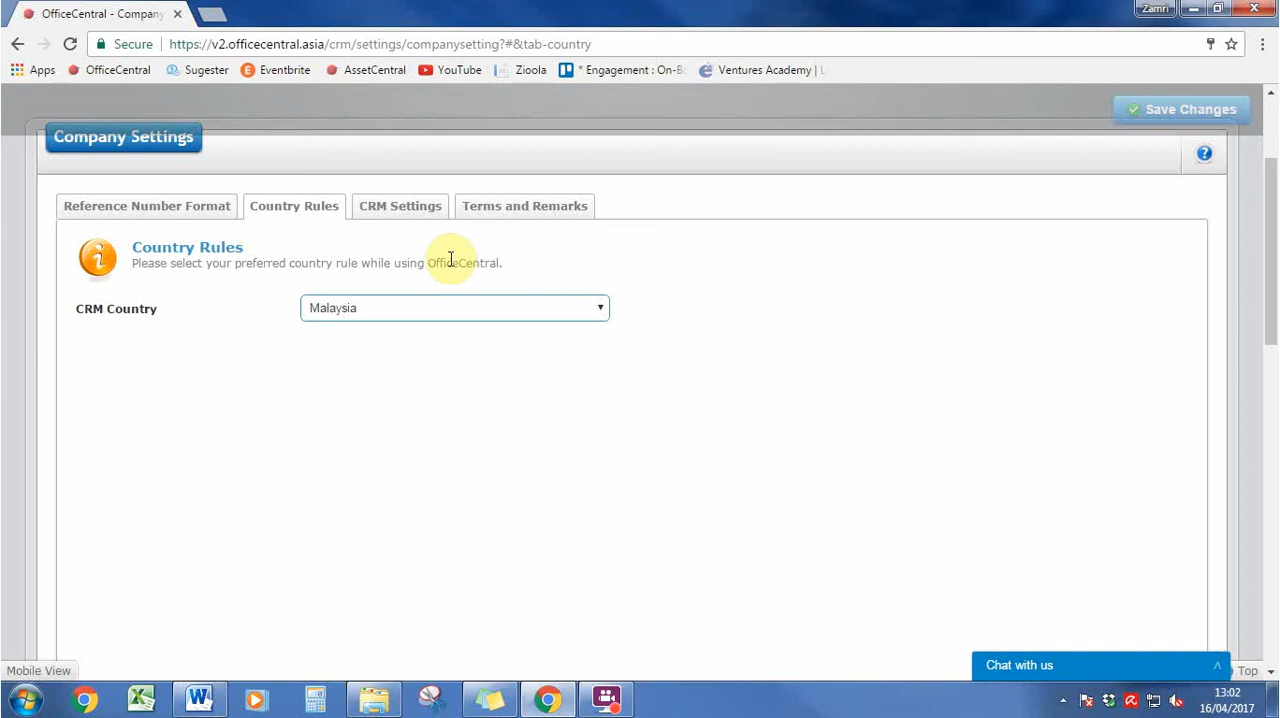 OfficeCentral - Company
Zamri
Secure
https://v2.officecentral.asia/crm/settings/companysetting?#&tab-country
Apps
OfficeCentral
Sugester
Eventbrite
AssetCentral
YouTube
Zioola
* Engagement : On-Bo
Ventures Academy | L
Save Changes
Company Settings
Reference Number Format
Country Rules
CRM Settings
Terms and Remarks
Country Rules
Please select your preferred country rule while using OfficeCentral.
CRM Country
Malaysia
Mobile View
Chat with us
Top
13:02
16/04/2017